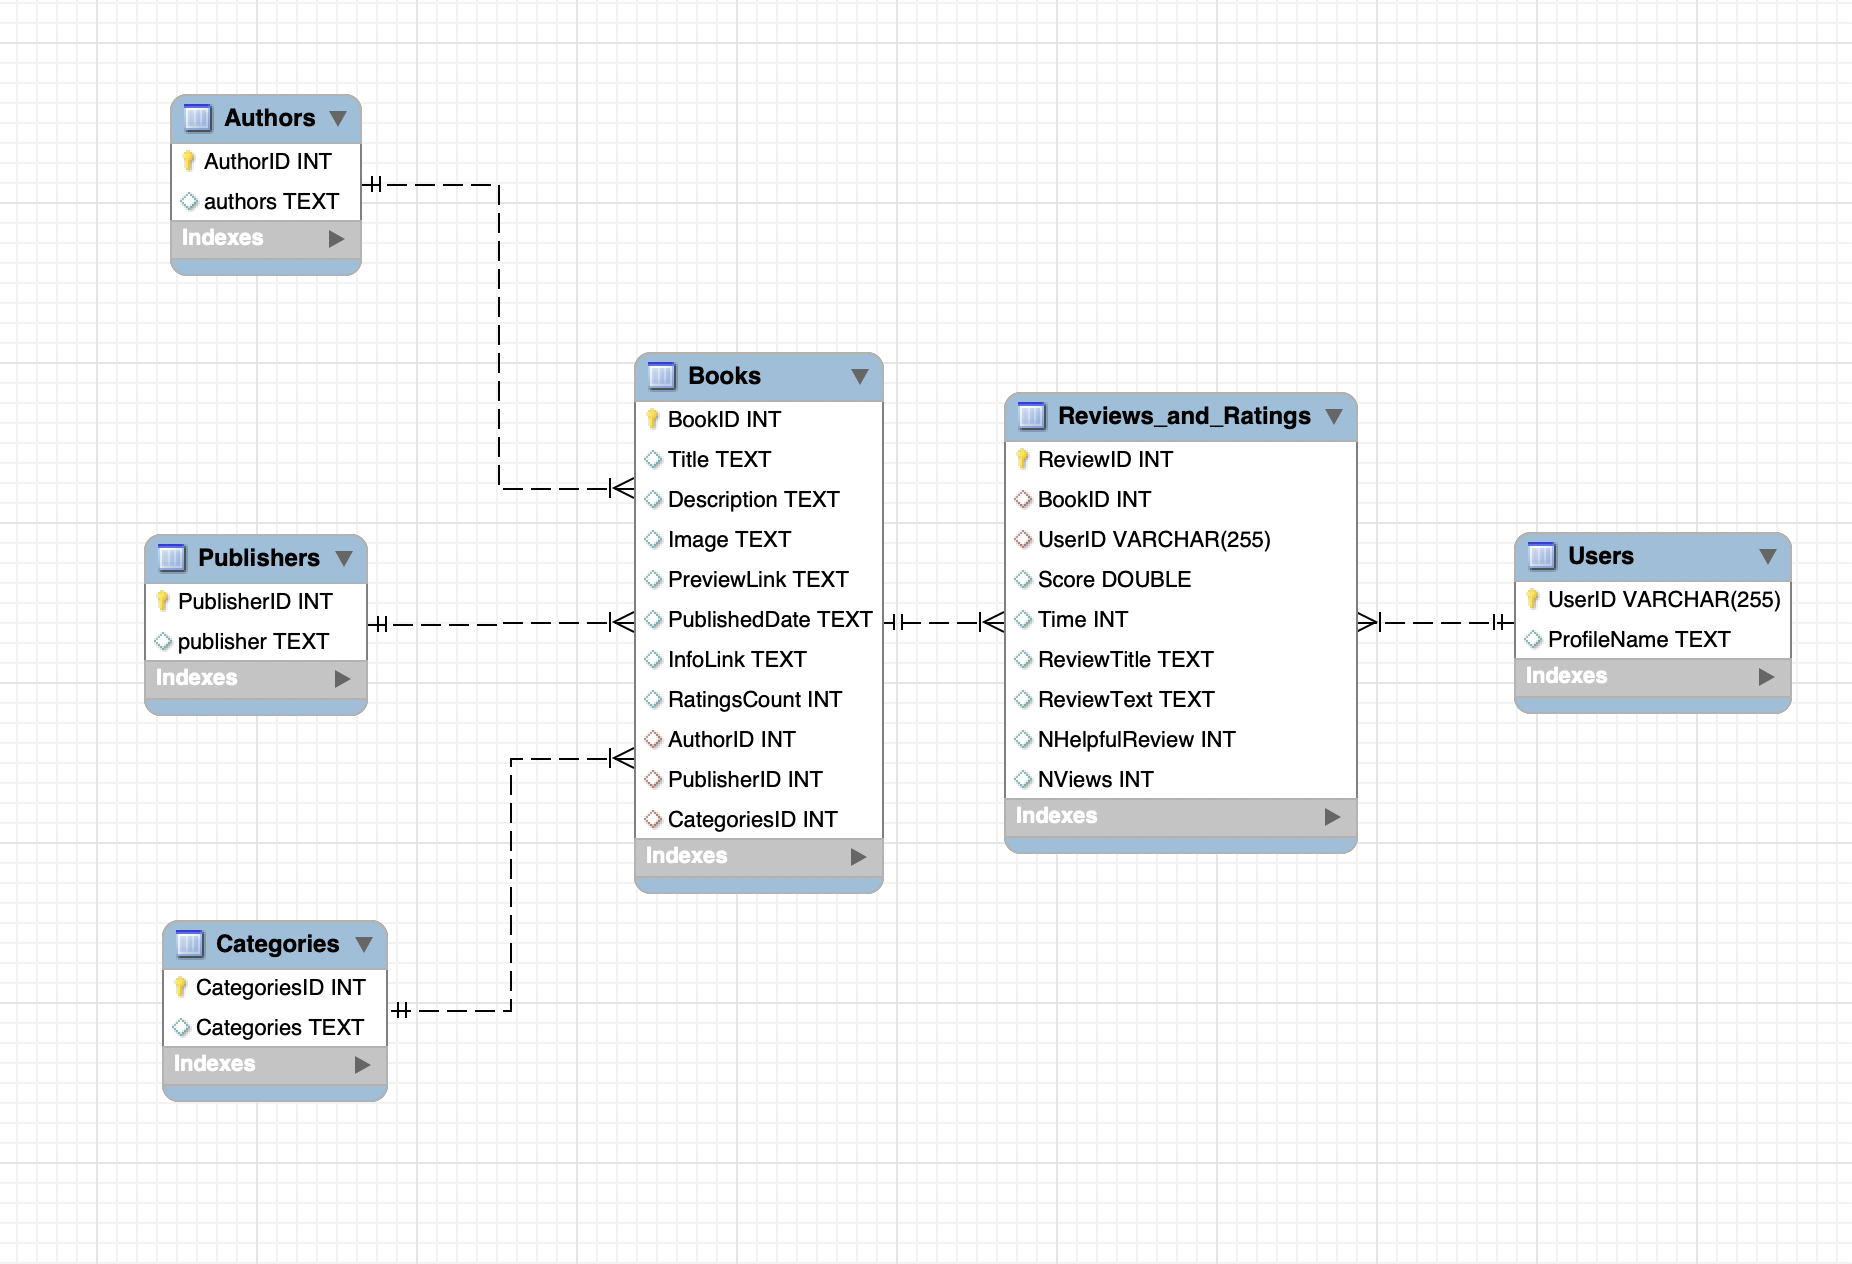 Authors
AuthorID INT
authors TEXT
Indexes
Publishers
PublisherID INT
publisher TEXT
Indexes
Categories
CategoriesID INT
Categories TEXT
Indexes
Books
BookID INT
Title TEXT
Description TEXT
Image TEXT
PreviewLink TEXT
PublishedDate TEXT
InfoLink TEXT
RatingsCount INT
AuthorID INT
PublisherID INT
CategoriesID INT
Indexes
Reviews_and_Ratings
ReviewID INT
BookID INT
UserID VARCHAR(255)
Score DOUBLE
Time INT
ReviewTitle TEXT
ReviewText TEXT
NHelpfulReview INT
NViews INT
Indexes
Users
UserID VARCHAR(255)
ProfileName TEXT
Indexes